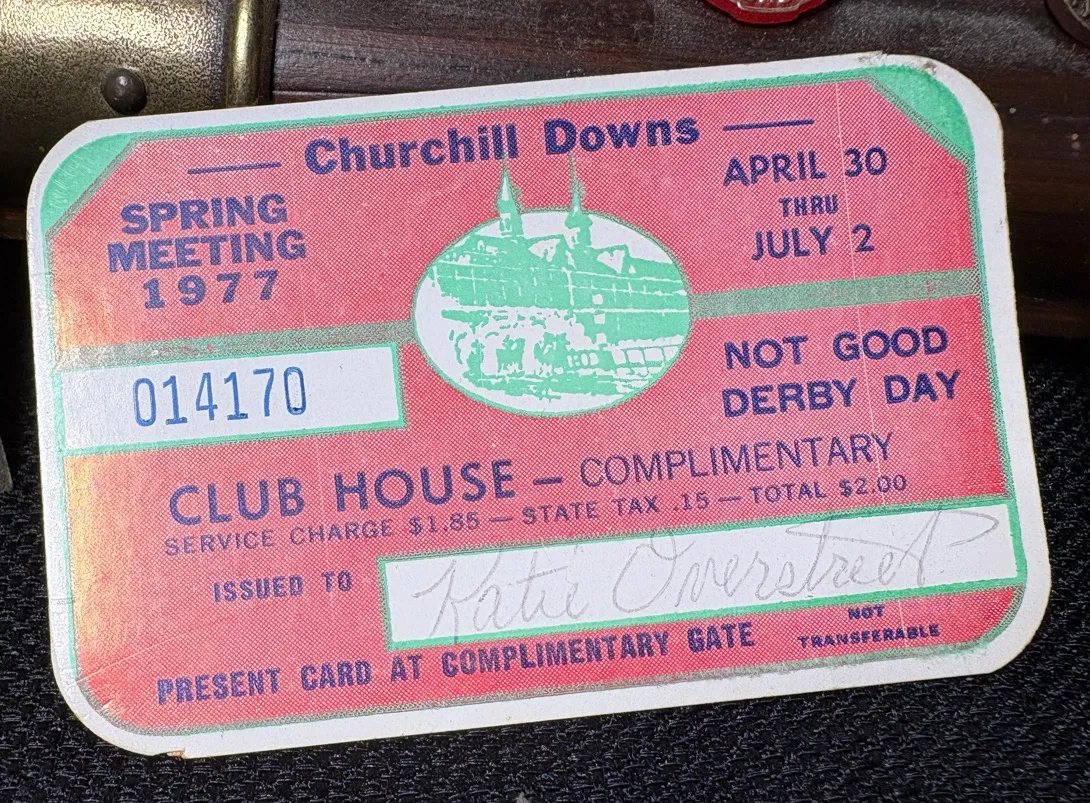 Churchill Downs
SPRING
MEETING
1977
APRIL 30
THRU
JULY 2
NOT GOOD
DERBY DAY
014170
CLUB HOUSE — COMPLIMENTARY
SERVICE CHARGE $1.85 — STATE TAX .15 — TOTAL $2.00
ISSUED TO Katie Overstreet
PRESENT CARD AT COMPLIMENTARY GATE
NOT
TRANSFERABLE